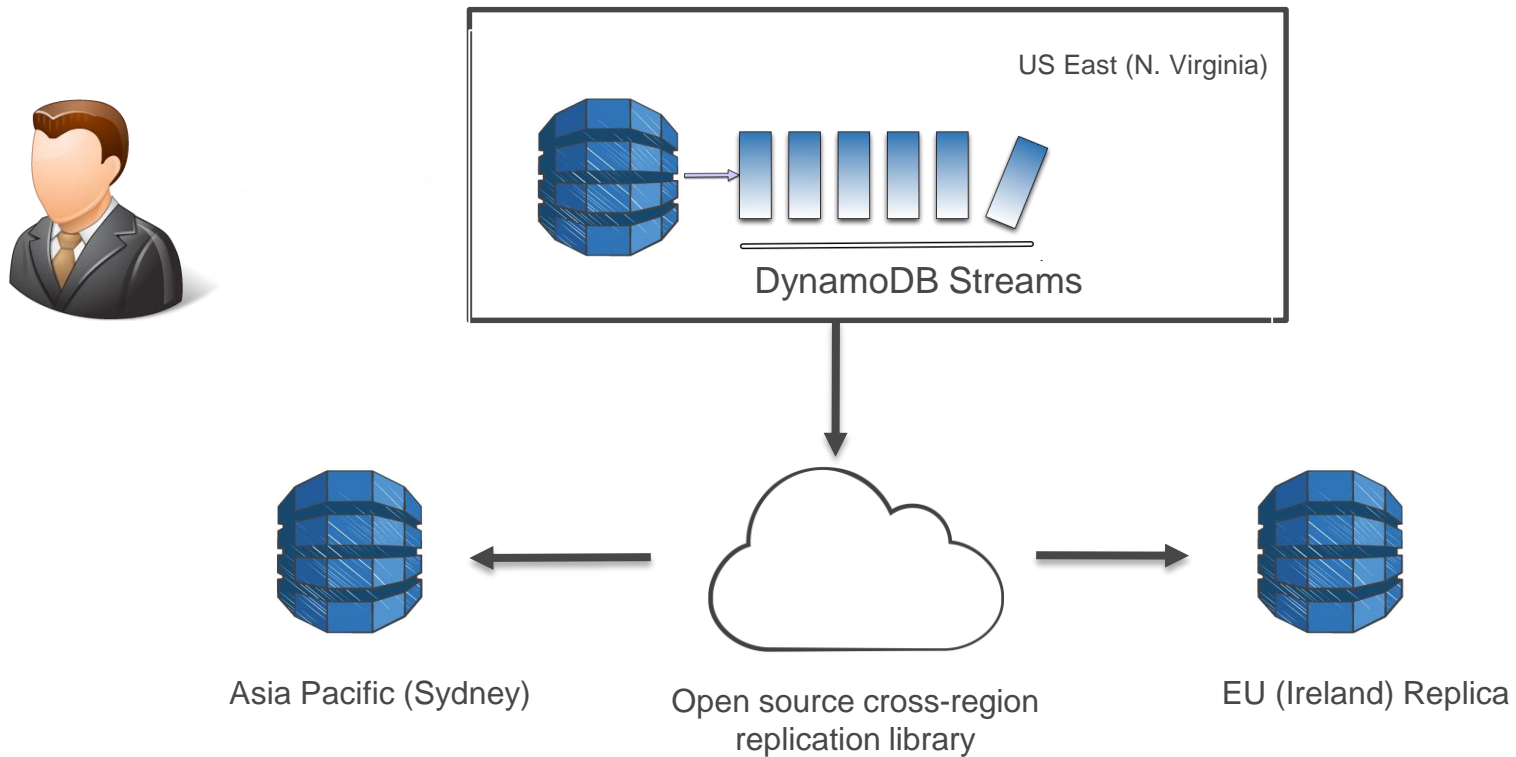 US East (N. Virginia)
DynamoDB Streams
Asia Pacific (Sydney)
Open source cross-region
replication library
EU (Ireland) Replica